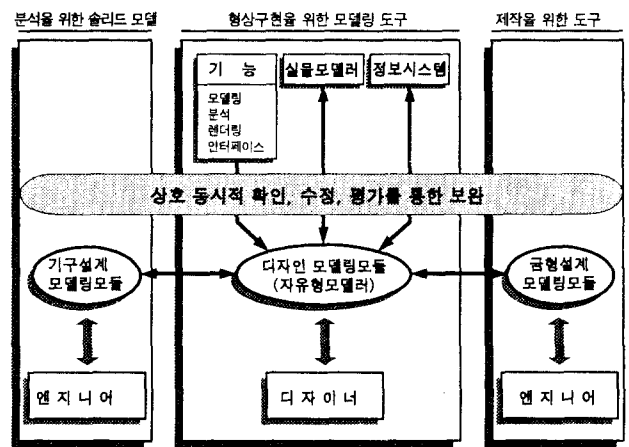 분석을 위한 솔리드 모델
형상구현을 위한 모델링 도구
제작을 위한 도구
기 능
모델링
분석
렌더링
인터페이스
실물모델러
정보시스템
상호 동시적 확인, 수정, 평가를 통한 보완
기구설계
모델링모듈
디자인 모델링모듈
(자유형모델러)
금형설계
모델링모듈
엔 지 니 어
디 자 이 너
엔 지 니 어